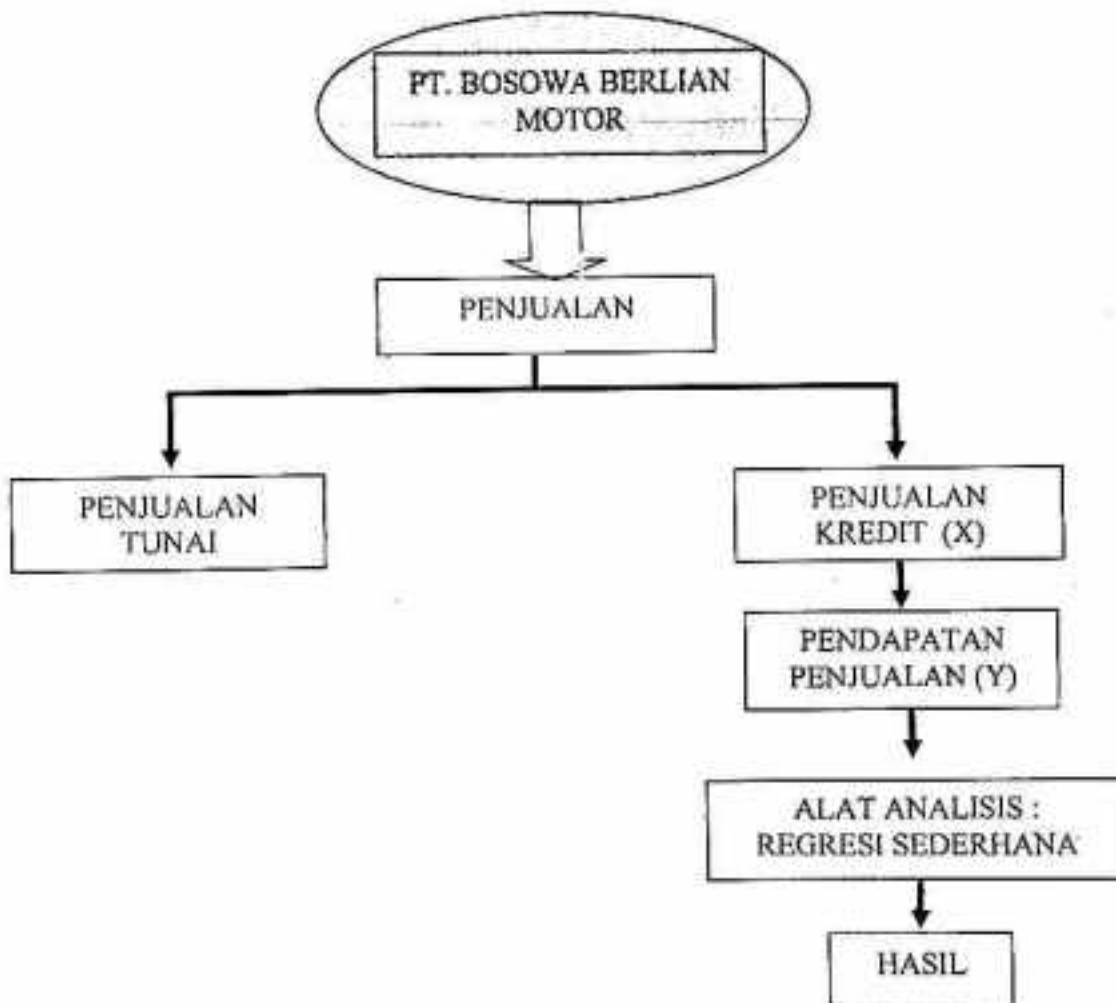 PT. BOSOWA BERLIAN
MOTOR
PENJUALAN
PENJUALAN
TUNAI
PENJUALAN
KREDIT (X)
PENDAPATAN
PENJUALAN (Y)
ALAT ANALISIS :
REGRESI SEDERHANA
HASIL